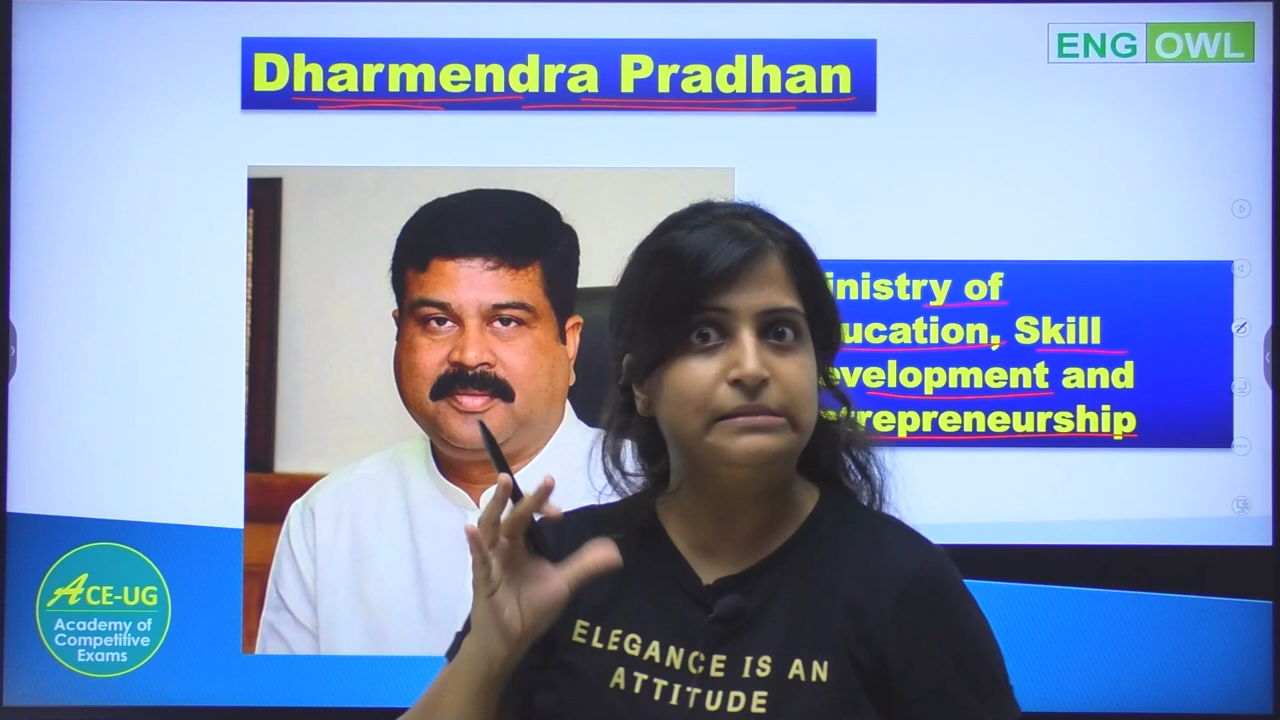 Dharmendra Pradhan
ENG OWL
inistry of
ucation, Skill
evelopment and
trepreneurship
ACE-UG
Academy of
Competitive
Exams
ELEGANCE IS AN
ATTITUDE